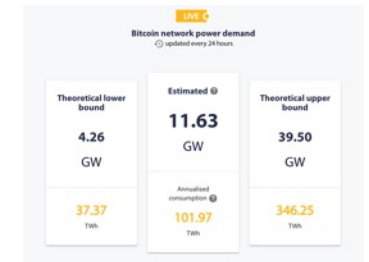 LIVE
Bitcoin network power demand
updated every 24 hours
Theoretical lower
bound
4.26
GW
37.37
TWh
Estimated
11.63
GW
Annualised
consumption
101.97
TWh
Theoretical upper
bound
39.50
GW
346.25
TWh